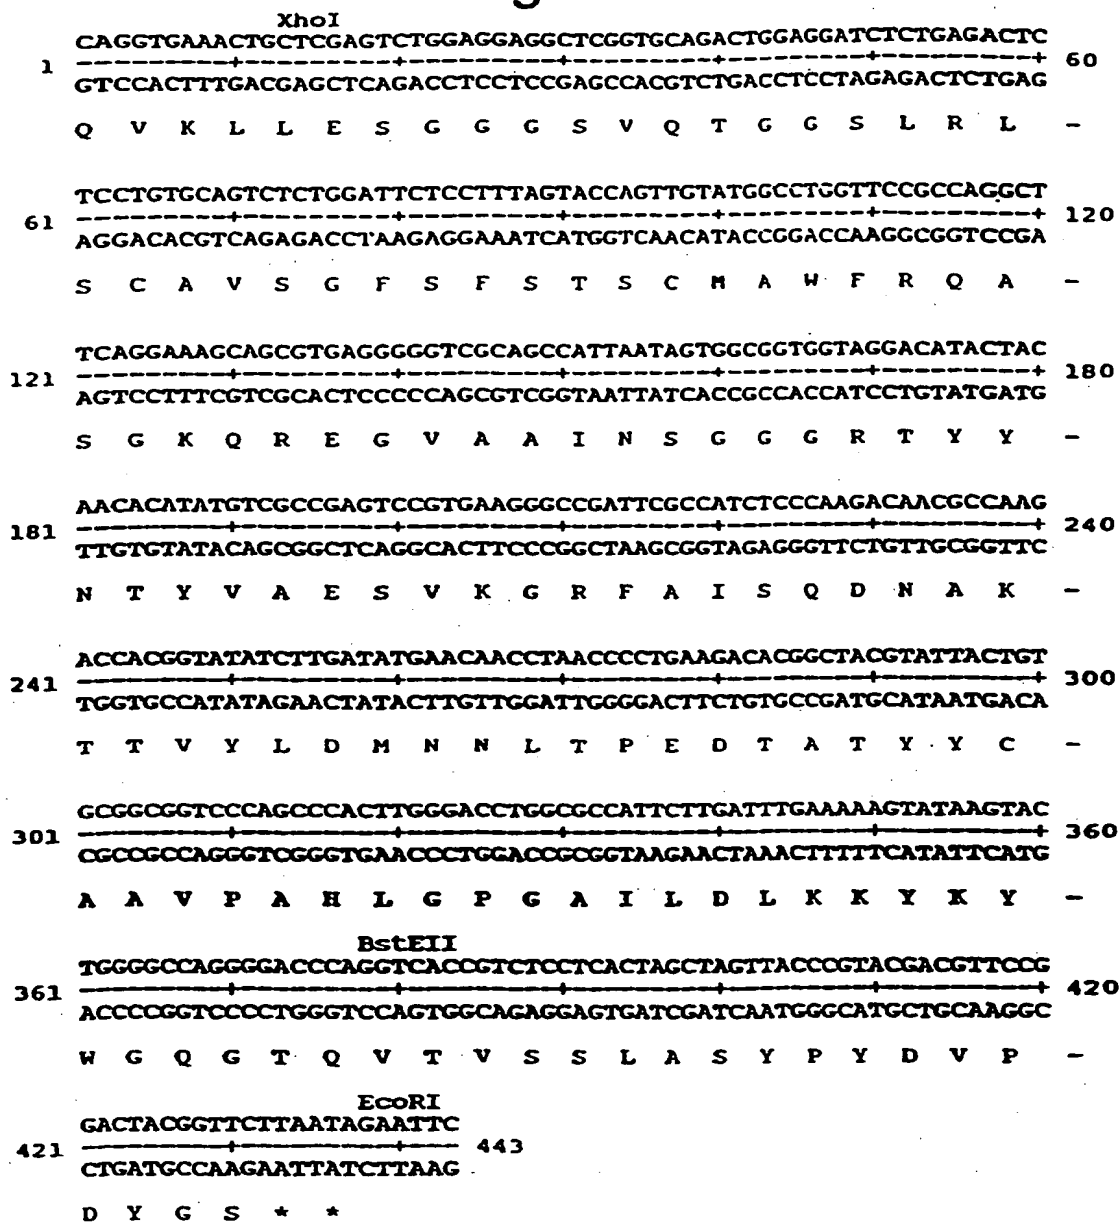 XhoI
CAGGTGAAACTGCTCGAGTCTGGAGGAGGCTCGGTGCAGACTGGAGGATCTCTGAGACTC
1 ---------+---------+---------+---------+---------+---------+ 60
GTCCACTTTGACGAGCTCAGACCTCCTCCGAGCCACGTCTGACCTCCTAGAGACTCTGAG
Q V K L L E S G G G S V Q T G G S L R L -
TCCTGTGCAGTCTCTGGATTCTCCTTTAGTACCAGTTGTATGGCCTGGTTCCGCCAGGCT
61 ---------+---------+---------+---------+---------+---------+ 120
AGGACACGTCAGAGACCTAAGAGGAAATCATGGTCAACATACCGGACCAAGGCGGTCCGA
S C A V S G F S F S T S C M A W F R Q A -
TCAGGAAAGCAGCGTGAGGGGGTCGCAGCCATTAATAGTGGCGGTGGTAGGACATACTAC
121 ---------+---------+---------+---------+---------+---------+ 180
AGTCCTTTCGTCGCACTCCCCCAGCGTCGGTAATTATCACCGCCACCATCCTGTATGATG
S G K Q R E G V A A I N S G G G R T Y Y -
AACACATATGTCGCCGAGTCCGTGAAGGGCCGATTCGCCATCTCCCAAGACAACGCCAAG
181 ---------+---------+---------+---------+---------+---------+ 240
TTGTGTATACAGCGGCTCAGGCACTTCCCGGCTAAGCGGTAGAGGGTTCTGTTGCGGTTC
N T Y V A E S V K G R F A I S Q D N A K -
ACCACGGTATATCTTGATATGAACAACCTAACCCCTGAAGACACGGCTACGTATTACTGT
241 ---------+---------+---------+---------+---------+---------+ 300
TGGTGCCATATAGAACTATACTTGTTGGATTGGGGACTTCTGTGCCGATGCATAATGACA
T T V Y L D M N N L T P E D T A T Y Y C -
GCGGCGGTCCCAGCCCACTTGGGACCTGGCGCCATTCTTGATTTGAAAAAGTATAAGTAC
301 ---------+---------+---------+---------+---------+---------+ 360
CGCCGCCAGGGTCGGGTGAACCCTGGACCGCGGTAAGAACTAAACTTTTTCATATTCATG
A A V P A H L G P G A I L D L K K Y K Y -
BstEII
TGGGGCCAGGGGACCCAGGTCACCGTCTCCTCACTAGCTAGTTACCCGTACGACGTTCCG
361 ---------+---------+---------+---------+---------+---------+ 420
ACCCCGGTCCCCTGGGTCCAGTGGCAGAGGAGTGATCGATCAATGGGCATGCTGCAAGGC
W G Q G T Q V T V S S L A S Y P Y D V P -
EcoRI
GACTACGGTTCTTAATAGAATTC
421 ---------+---------+--- 443
CTGATGCCAAGAATTATCTTAAG
D Y G S * *